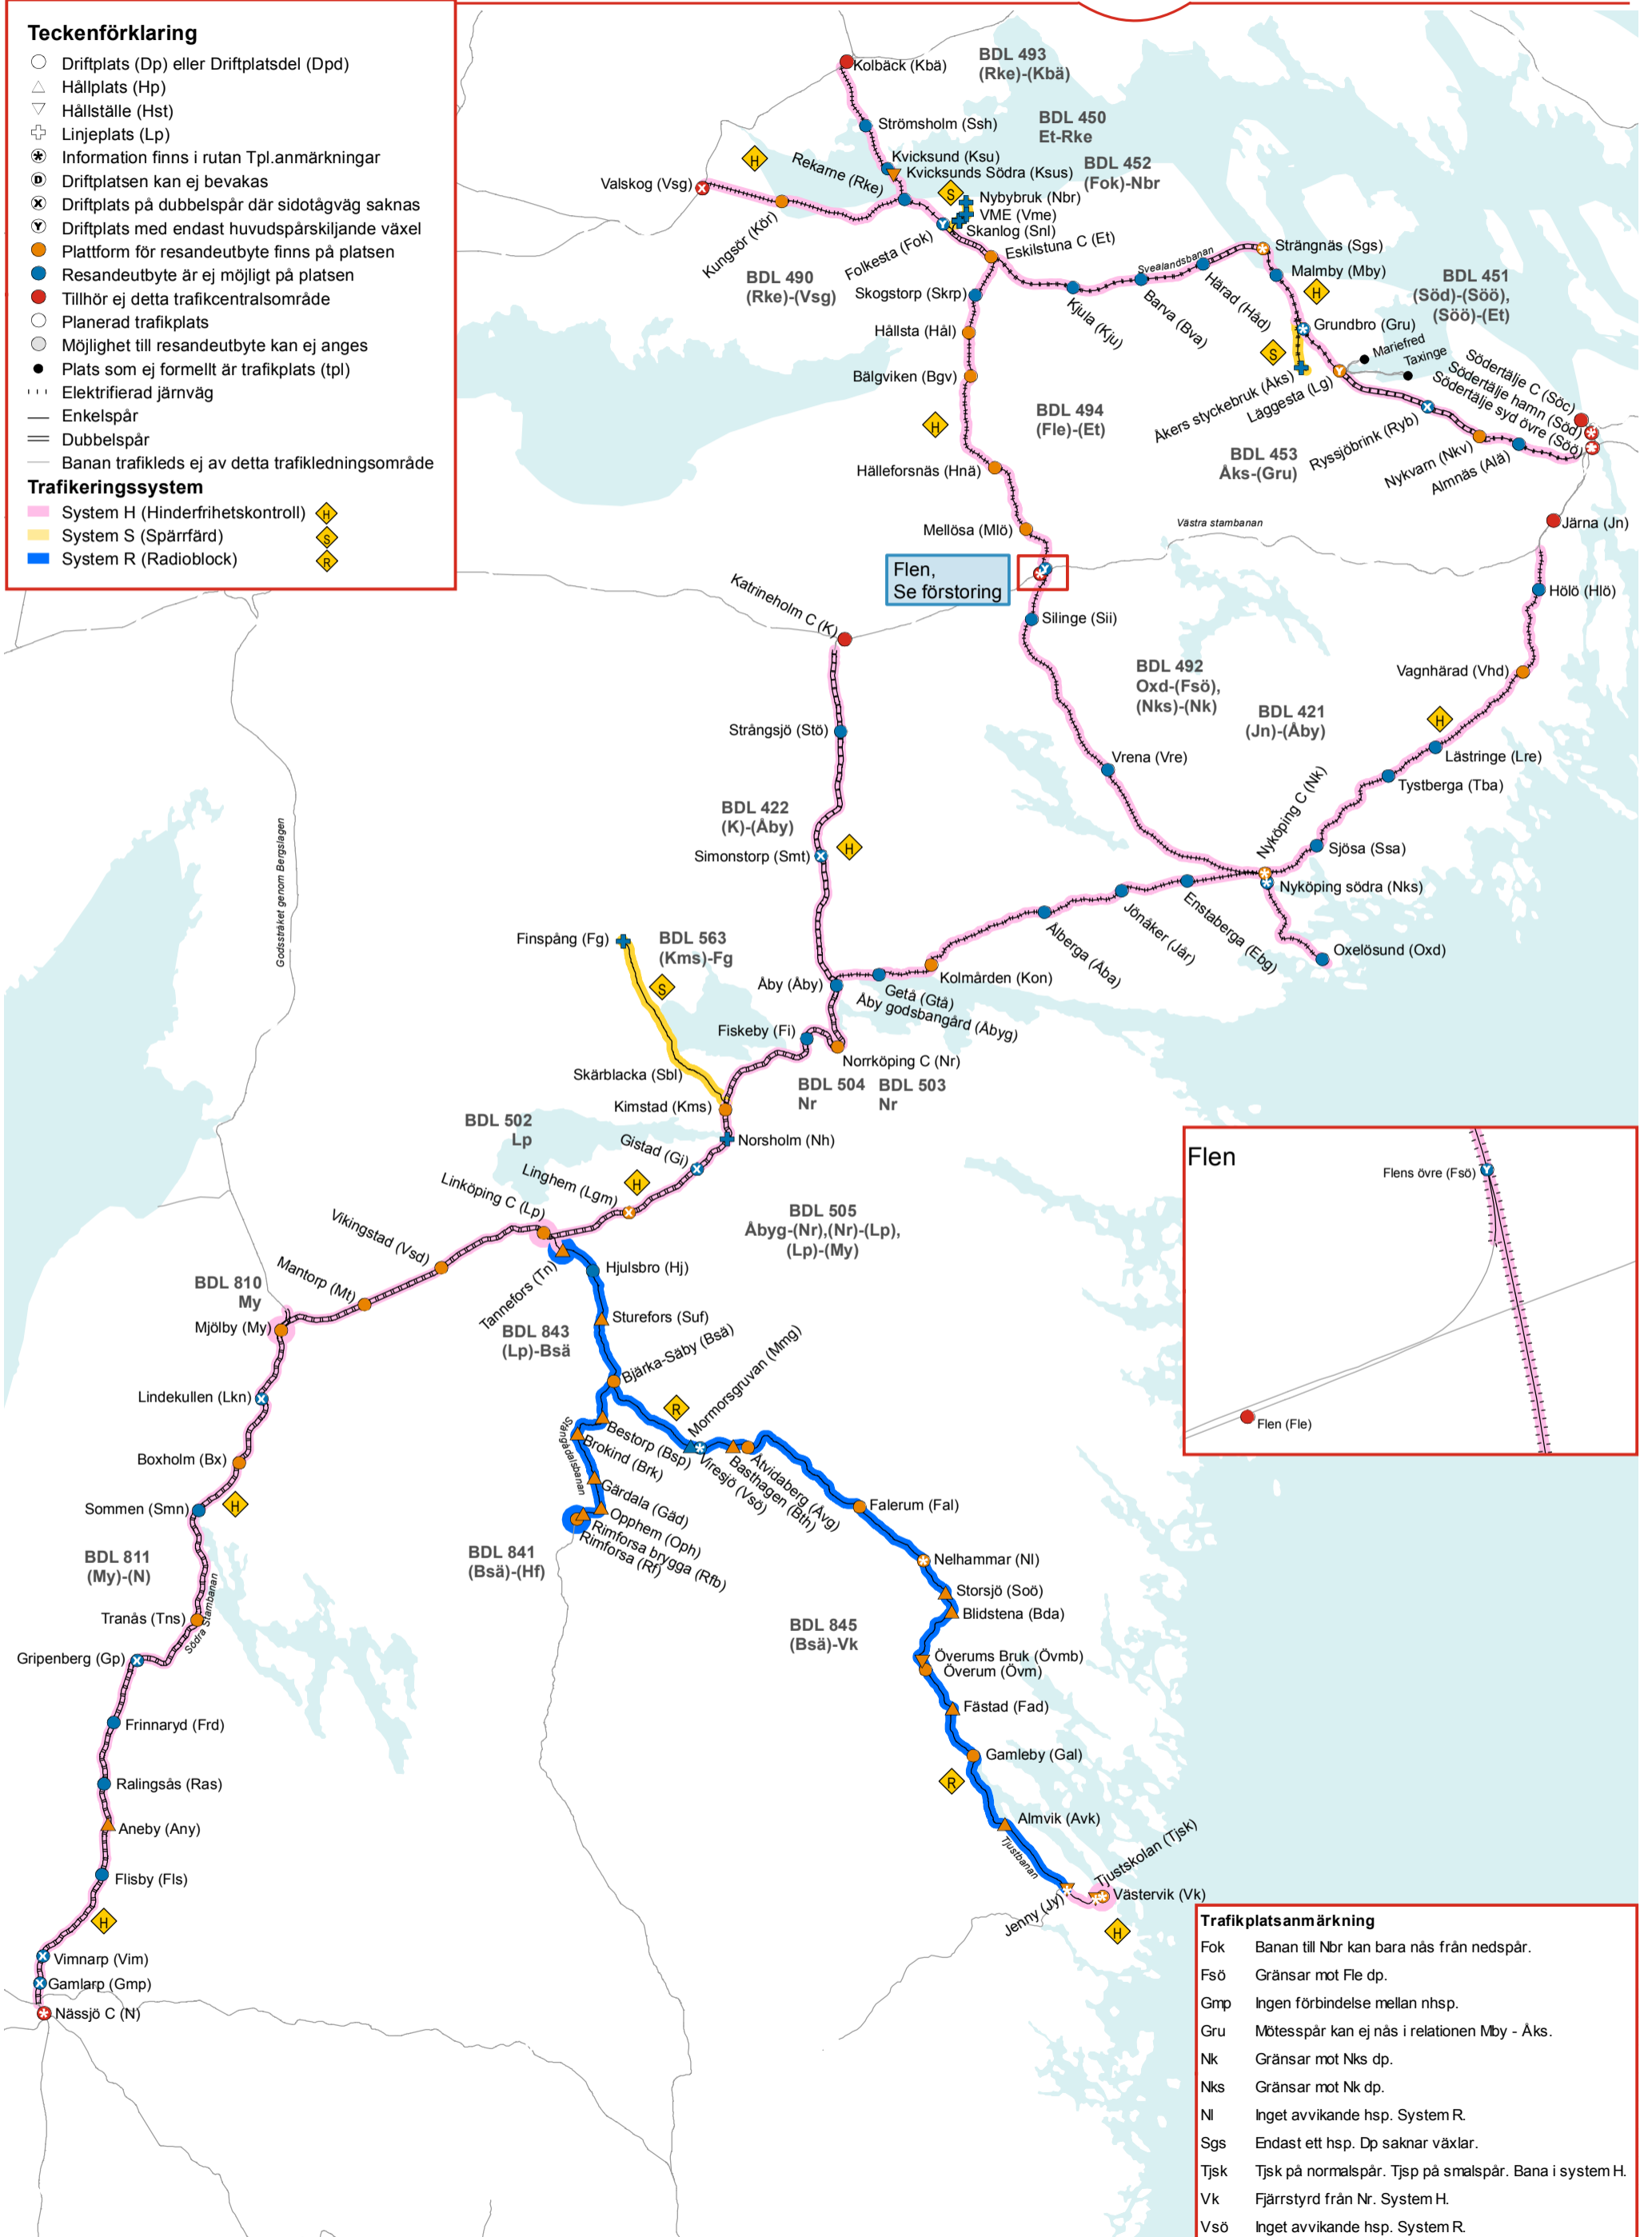 Teckenförklaring
Driftplats (Dp) eller Driftplatsdel (Dpd)
Hållplats (Hp)
Hållställe (Hst)
Linjeplats (Lp)
Information finns i rutan Tpl.anmärkningar
Driftplatsen kan ej bevakas
Driftplats på dubbelspår där sidotågväg saknas
Driftplats med endast huvudspårskiljande växel
Plattform för resandeutbyte finns på platsen
Resandeutbyte är ej möjligt på platsen
Tillhör ej detta trafikcentralsområde
Planerad trafikplats
Möjlighet till resandeutbyte kan ej anges
Plats som ej formellt är trafikplats (tpl)
Elektrifierad järnväg
Enkelspår
Dubbelspår
Banan trafikleds ej av detta trafikledningsområde
Trafikeringssystem
System H (Hinderfrihetskontroll) H
System S (Spärrfärd) S
System R (Radioblock) R
Kolbäck (Kbä)
BDL 493
(Rke)-(Kbä)
Strömsholm (Ssh)
BDL 450
Et-Rke
Kvicksund (Ksu)
Kvicksunds Södra (Ksus)
BDL 452
(Fok)-Nbr
H
Rekarne (Rke)
Valskog (Vsg)
S
Nybybruk (Nbr)
VME (Vme)
Skanlog (Snl)
Kungsör (Kör)
Folkesta (Fok)
Eskilstuna C (Et)
Svealandsbanan
Strängnäs (Sgs)
Malmby (Mby)
BDL 490
(Rke)-(Vsg)
Skogstorp (Skrp)
Kjula (Kju)
Barva (Bva)
Härad (Håd)
H
BDL 451
(Söd)-(Söö),
(Söö)-(Et)
Hållsta (Hål)
Grundbro (Gru)
S
Mariefred
Taxinge
Södertälje C (Söc)
Södertälje hamn (Söd)
Södertälje syd övre (Söö)
Bälgviken (Bgv)
Åkers styckebruk (Åks)
Läggesta (Lg)
BDL 494
(Fle)-(Et)
H
BDL 453
Åks-(Gru)
Ryssjöbrink (Ryb)
Nykvarn (Nkv)
Almnäs (Alä)
Hälleforsnäs (Hnä)
Mellösa (Mlö)
Västra stambanan
Järna (Jn)
Flen,
Se förstoring
Katrineholm C (K)
Hölö (Hlö)
Silinge (Sii)
BDL 492
Oxd-(Fsö),
(Nks)-(Nk)
Vagnhärad (Vhd)
BDL 421
(Jn)-(Åby)
H
Strångsjö (Stö)
Vrena (Vre)
Lästringe (Lre)
Tystberga (Tba)
Nyköping C (Nk)
BDL 422
(K)-(Åby)
H
Simonstorp (Smt)
Sjösa (Ssa)
Godsstråket genom Bergslagen
Nyköping södra (Nks)
Enstaberga (Ebg)
Jönåker (Jår)
Ålberga (Åba)
Oxelösund (Oxd)
Finspång (Fg)
BDL 563
(Kms)-Fg
S
Kolmården (Kon)
Åby (Åby)
Getå (Gtå)
Åby godsbangård (Åbyg)
Fiskeby (Fi)
Norrköping C (Nr)
Skärblacka (Sbl)
BDL 504
Nr
BDL 503
Nr
Kimstad (Kms)
BDL 502
Lp
Norsholm (Nh)
Gistad (Gi)
Linghem (Lgm)
H
Linköping C (Lp)
Flen
Flens övre (Fsö)
Flen (Fle)
BDL 505
Åbyg-(Nr),(Nr)-(Lp),
(Lp)-(My)
Vikingstad (Vsd)
Mantorp (Mt)
Tannefors (Tn)
Hjulsbro (Hj)
BDL 810
My
Mjölby (My)
Sturefors (Suf)
BDL 843
(Lp)-Bsä
Bjärka-Säby (Bsä)
Mormorsgruvan (Mmg)
Lindekullen (Lkn)
R
Stångådalsbanan
Bestorp (Bsp)
Brokind (Brk)
Viresjö (Vsö)
Basthagen (Bth)
Åtvidaberg (Åvg)
Boxholm (Bx)
Gärdala (Gäd)
Opphem (Oph)
Rimforsa brygga (Rfb)
Rimforsa (Rf)
Falerum (Fal)
Sommen (Smn)
H
BDL 811
(My)-(N)
BDL 841
(Bsä)-(Hf)
Nelhammar (Nl)
Storsjö (Soö)
Blidstena (Bda)
Tranås (Tns)
Södra Stambanan
BDL 845
(Bsä)-Vk
Gripenberg (Gp)
Överums Bruk (Övmb)
Överum (Övm)
Fästad (Fad)
Frinnaryd (Frd)
Gamleby (Gal)
R
Ralingsås (Ras)
Aneby (Any)
Almvik (Avk)
Tjustbanan
Tjustskolan (Tjsk)
Flisby (Fls)
Västervik (Vk)
Jenny (Jy)
H
H
Vimnarp (Vim)
Gamlarp (Gmp)
Nässjö C (N)
Trafikplatsanmärkning
Fok Banan till Nbr kan bara nås från nedspår.
Fsö Gränsar mot Fle dp.
Gmp Ingen förbindelse mellan nhsp.
Gru Mötesspår kan ej nås i relationen Mby - Åks.
Nk Gränsar mot Nks dp.
Nks Gränsar mot Nk dp.
Nl Inget avvikande hsp. System R.
Sgs Endast ett hsp. Dp saknar växlar.
Tjsk Tjsk på normalspår. Tjsp på smalspår. Bana i system H.
Vk Fjärrstyrd från Nr. System H.
Vsö Inget avvikande hsp. System R.